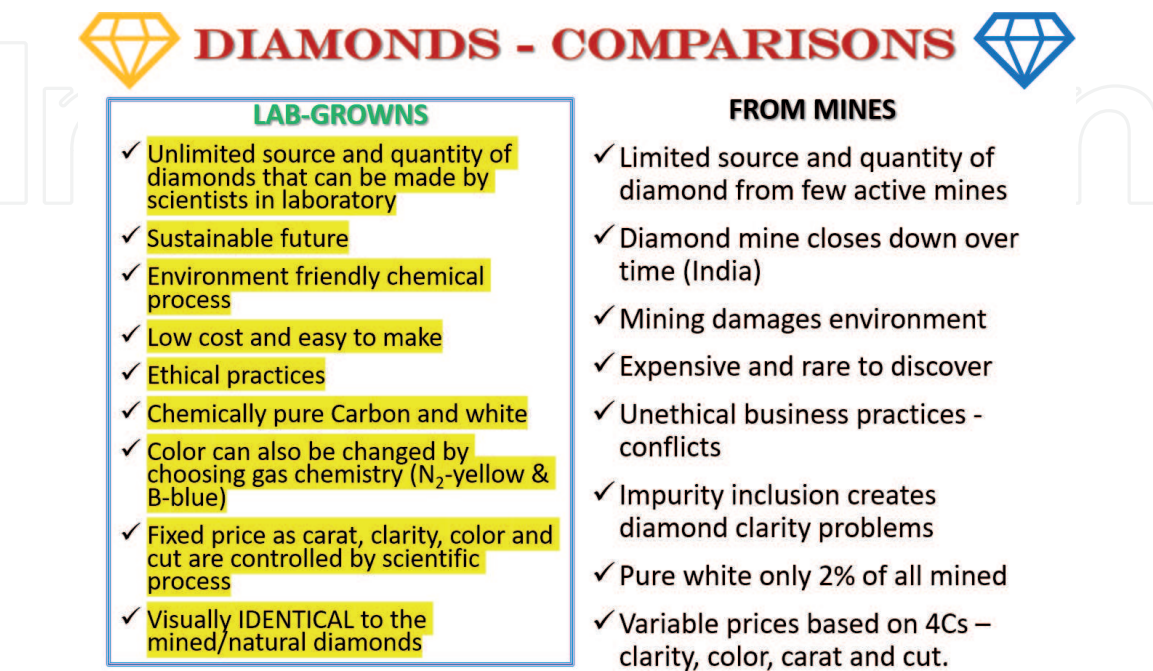 DIAMONDS - COMPARISONS
LAB-GROWNS
✓ Unlimited source and quantity of
diamonds that can be made by
scientists in laboratory
✓ Sustainable future
✓ Environment friendly chemical
process
✓ Low cost and easy to make
✓ Ethical practices
✓ Chemically pure Carbon and white
✓ Color can also be changed by
choosing gas chemistry (N₂-yellow &
B-blue)
✓ Fixed price as carat, clarity, color and
cut are controlled by scientific
process
✓ Visually IDENTICAL to the
mined/natural diamonds
FROM MINES
✓ Limited source and quantity of
diamond from few active mines
✓ Diamond mine closes down over
time (India)
✓ Mining damages environment
✓ Expensive and rare to discover
✓ Unethical business practices -
conflicts
✓ Impurity inclusion creates
diamond clarity problems
✓ Pure white only 2% of all mined
✓ Variable prices based on 4Cs –
clarity, color, carat and cut.